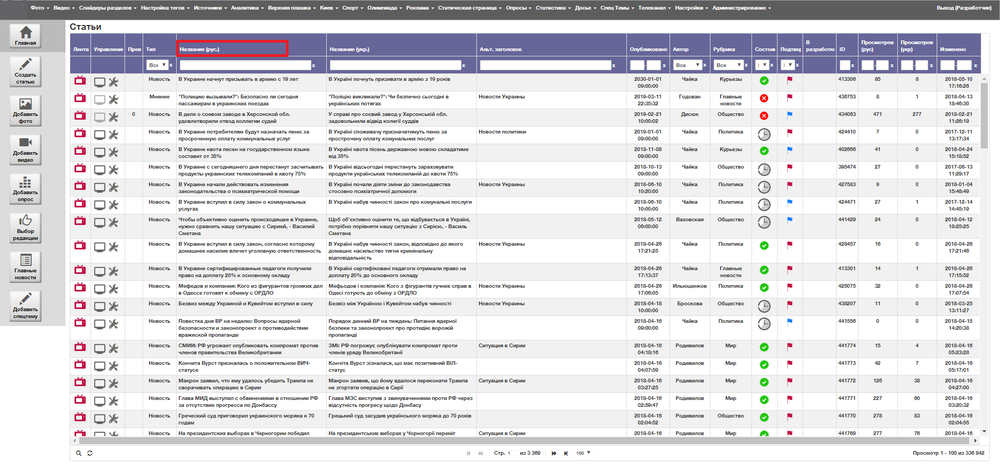 Фото Видео Слайдеры разделов Настройка тегов Источники Аналитика Верхняя плашка Киев Спорт Олимпиада Реклама Статическая страница Опросы Статистика Досье Спец Темы Телеканал Настройки Администрирование Выход (Разработчик)
Главная
Создать
статью
Добавить
фото
Добавить
видео
Добавить
опрос
Выбор
редакции
Главные
новости
Добавить
спецтему
Статьи
Лента Управление Прев Тип Название (рус.) Название (укр.) Альт. заголовок Опубликовано Автор Рубрика Состоян Подтвер В разработке ID Просмотров (рус) Просмотров (укр) Изменено
Все x x x x - x Все x Все x x x x - x - x - x
Новость В Украине начнут призывать в армию с 19 лет В Україні почнуть призивати в армію з 19 років 2030-01-01 Чайка Курьезы 413306 85 8 2018-05-10
09:00:00 17:16:26
Мнение "Полицию вызывали?": Безопасно ли сегодня "Поліцію викликали?": Чи безпечно сьогодні в Новости Украины 2019-03-11 Годован Главные 436753 8 1 2018-04-13
пассажирам в украинских поездах українських потягах 22:35:32 новости 18:46:30
0 Новость В деле о соевом заводе в Херсонской обл. У справі про соєвий завод у Херсонській обл. 2019-02-21 Дисюк Общество 434063 471 277 2018-02-21
удовлетворили отвод коллегии судей задовольнили відвід колегії суддів 10:00:02 11:26:19
Новость В Украине потребителям будут назначать пеню за В Україні споживачу призначатимуть пеню за Новости политики 2019-01-01 Чайка Политика 424410 7 0 2017-12-11
просроченную оплату коммунальных услуг прострочену оплату комунальних послуг 09:00:00 13:17:34
Новость В Украине квота песен на государственном языке В Україні квота пісень державною мовою складатиме 2018-11-08 Чайка Курьезы 402666 41 0 2018-04-24
составит от 35% від 35% 09:00:00 15:18:52
Новость В Украине с сегодняшнего дня перестанут засчитывать В Україні відсьогодні перестануть зараховувати 2018-10-13 Чайка Общество 395474 27 0 2017-06-13
продукты украинских телекомпаний в квоту 75% продукти українських телекомпаній до квоти 75% 09:00:00 11:29:17
Новость В Украине начали действовать изменения В Україні почали діяти зміни до законодавства Новости Украины 2018-06-10 Чайка Политика 427583 9 0 2018-01-04
законодательства о психиатрической помощи стосовно психіатричної допомоги 10:20:00 15:48:49
Новость В Украине вступил в силу закон о коммунальных В Україні набув чинності закон про комунальні послуги 2018-06-10 Чайка Политика 424471 27 1 2017-12-14
услугах 10:00:00 14:45:19
Новость Чтобы объективно оценить происходящее в Украине, Щоб об'єктивно оцінити те, що відбувається в Україні, 2018-05-12 Ваховская Общество 441429 24 0 2018-04-12
нужно сравнить нашу ситуацию с Сирией, - Василий потрібно порівняти нашу ситуацію з Сирією, - Василь 06:00:00 18:25:25
Сметана Сметана
Новость В Украине вступил в силу закон, согласно которому В Україні набув чинності закон, відповідно до якого Новости Украины 2018-04-26 Чайка Политика 428457 16 0 2018-04-26
домашнее насилие влечет уголовную ответственность домашнє насильство тягне кримінальну 17:21:25 17:21:46
відповідальність
Новость В Украине сертифицированные педагоги получили В Україні сертифіковані педагоги отримали право на 2018-04-26 Чайка Главные 413301 14 1 2018-04-26
право на доплату 20% к основному окладу доплату 20% до основного окладу 17:13:37 новости 17:15:52
Новость Мефедов и компания: Кого из фигурантов громких дел Мефьодов і компанія: Кого з фігурантів гучних справ в Новости Украины 2018-04-26 Ильющенков Политика 425075 32 0 2018-04-26
в Одессе готовят к обмену с ОРДЛО Одесі готують до обміну з ОРДЛО 17:06:05 17:07:54
Новость Безвиз между Украиной и Кувейтом вступил в силу Безвіз між Україною і Кувейтом набув чинності Новости Украины 2018-04-18 Броскова Общество 438207 11 0 2018-03-25
10:00:00 13:11:27
Новость Повестка дня ВР на неделю: Вопросы ядерной Порядок денний ВР на тиждень: Питання ядерної 2018-04-16 Чайка Политика 441556 0 0 2018-04-15
безопасности и законопроект о противодействии безпеки та законопроект про протидію ворожій 09:00:00 14:20:38
вражеской пропаганде пропаганді
Новость СМИИ: РФ угрожает опубликовать компромат против ЗМІ: РФ погрожує опублікувати компромат проти Ситуация в Сирии 2018-04-16 Родивилов Мир 441774 15 4 2018-04-16
членов правительства Великобритании членів уряду Великобританії 04:18:16 05:23:28
Новость Кончита Вурст призналась о положительном ВИЧ- Кончіта Вурст зізналася, що має позитивний ВІЛ- 2018-04-16 Родивилов Мир 441773 42 7 2018-04-16
статусе статус 04:07:59 05:17:01
Новость Макрон заявил, что ему удалось убедить Трампа не Макрон заявив, що йому вдалося переконати Трампа Ситуация в Сирии 2018-04-16 Родивилов Мир 441772 126 38 2018-04-16
сворачивать операцию в Сирии не згортати операцію в Сирії 03:27:25 04:27:00
Новость Глава МИД выступил с обвинениями в отношении РФ Глава МЗС виступив з звинуваченнями проти РФ через 2018-04-16 Родивилов Мир 441771 227 60 2018-04-16
за отсутствие прогресса по Донбассу відсутність прогресу щодо Донбасу 02:59:47 03:20:32
Новость Греческий суд приговорил украинского моряка к 70 Грецький суд засудив українського моряка до 70 років 2018-04-16 Родивилов Общество 441770 278 83 2018-04-16
годам 02:04:52 02:04:55
Новость На президентских выборах в Черногории победил На президентських виборах у Чорногорії переміг Ситуация в Сирии 2018-04-16 Родивилов Мир 441769 277 76 2018-04-16
Стр. 1 из 3 369 100 Просмотр 1 - 100 из 336 842